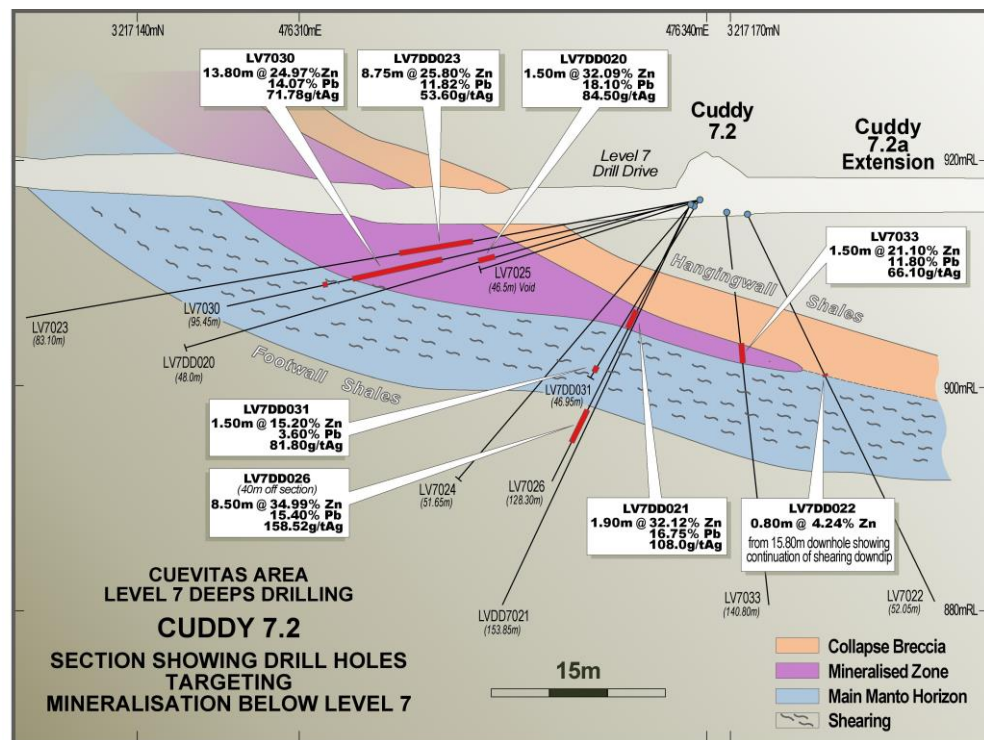 3 217 140mN
476 310mE
476 340mE
3 217 170mN
LV7030
13.80m @ 24.97% Zn
14.07% Pb
71.78g/tAg
LV7DD023
8.75m @ 25.80% Zn
11.82% Pb
53.60g/tAg
LV7DD020
1.50m @ 32.09% Zn
18.10% Pb
84.50g/tAg
Cuddy
7.2
Cuddy
7.2a
Extension
920mRL
Level 7
Drill Drive
LV7033
1.50m @ 21.10% Zn
11.80% Pb
66.10g/tAg
LV7025
(46.5m) Void
Hangingwall Shales
LV7030
(95.45m)
LV7023
(83.10m)
LV7DD020
(48.0m)
Footwall Shales
900mRL
LV7DD031
(46.95m)
LV7DD031
1.50m @ 15.20% Zn
3.60% Pb
81.80g/tAg
LV7DD026
(40m off section)
8.50m @ 34.99% Zn
15.40% Pb
158.52g/tAg
LV7024
(51.65m)
LV7026
(128.30m)
LV7DD021
1.90m @ 32.12% Zn
16.75% Pb
108.0g/tAg
LV7DD022
0.80m @ 4.24% Zn
from 15.80m downhole showing
continuation of shearing downdip
LVDD7021
(153.85m)
LV7033
(140.80m)
LV7022
(52.05m)
880mRL
CUEVITAS AREA
LEVEL 7 DEEPS DRILLING
CUDDY 7.2
SECTION SHOWING DRILL HOLES
TARGETING
MINERALISATION BELOW LEVEL 7
15m
Collapse Breccia
Mineralised Zone
Main Manto Horizon
Shearing